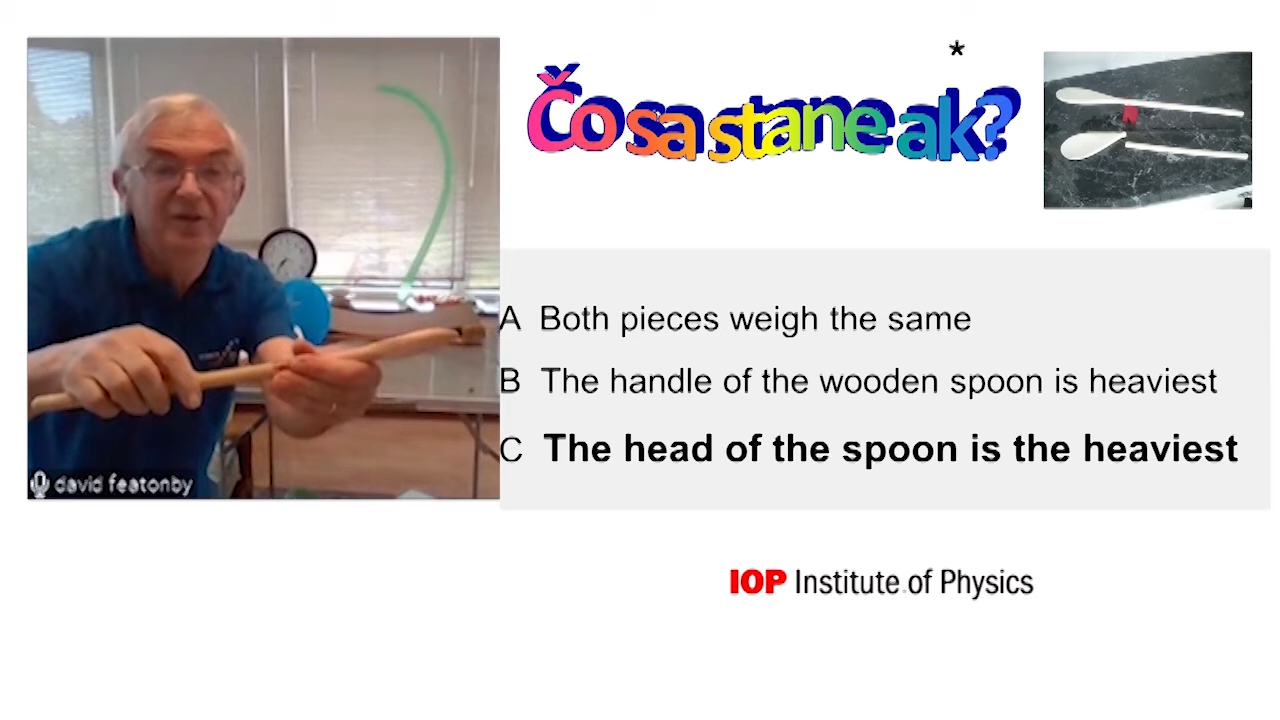 *
Čo sa stane ak?
A Both pieces weigh the same
B The handle of the wooden spoon is heaviest
C The head of the spoon is the heaviest
david featonby
IOP Institute of Physics